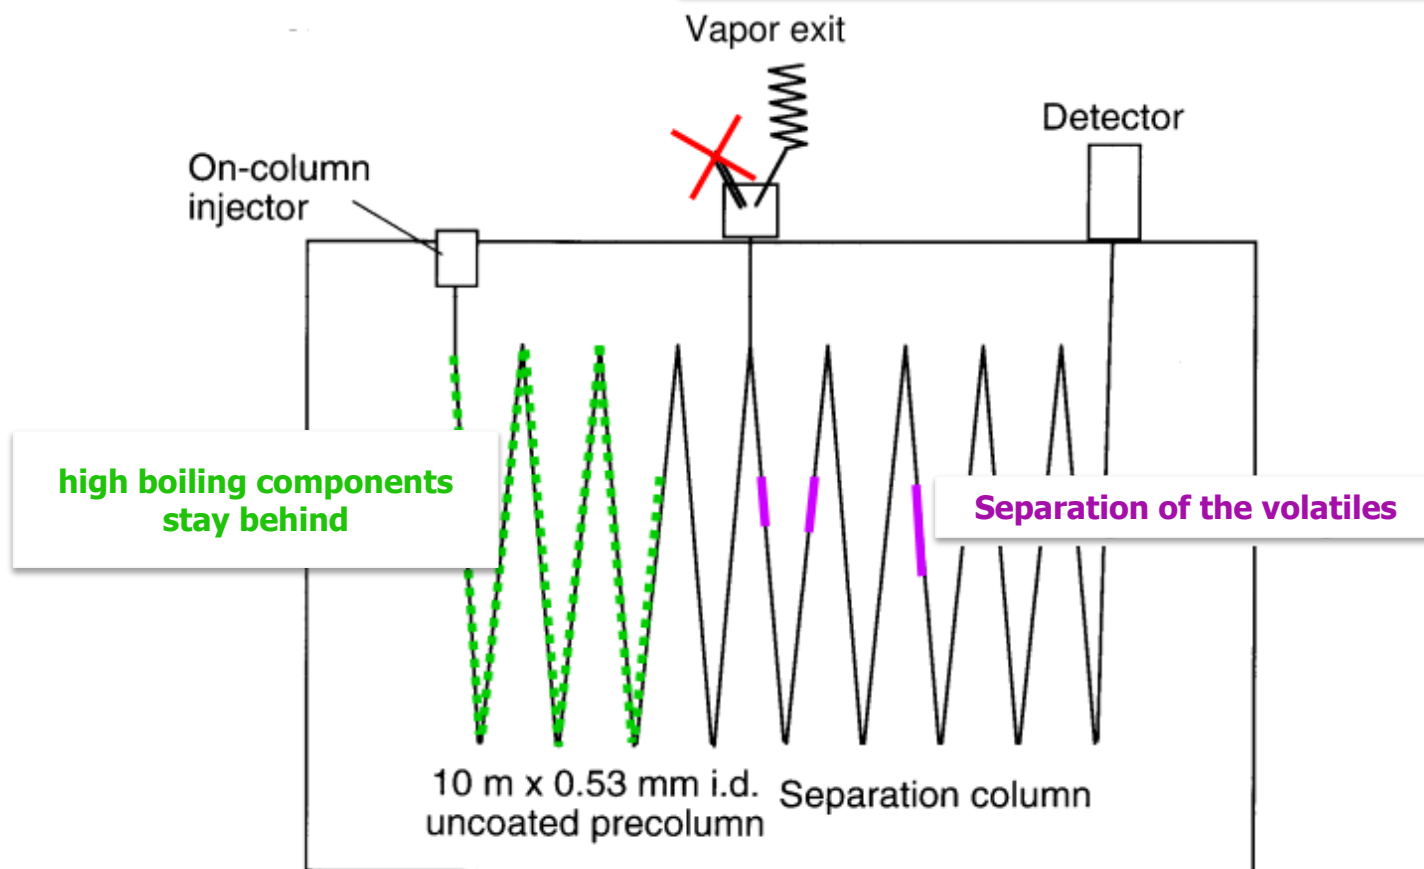 Vapor exit
Detector
On-column
injector
high boiling components
stay behind
Separation of the volatiles
10 m x 0.53 mm i.d.
uncoated precolumn
Separation column